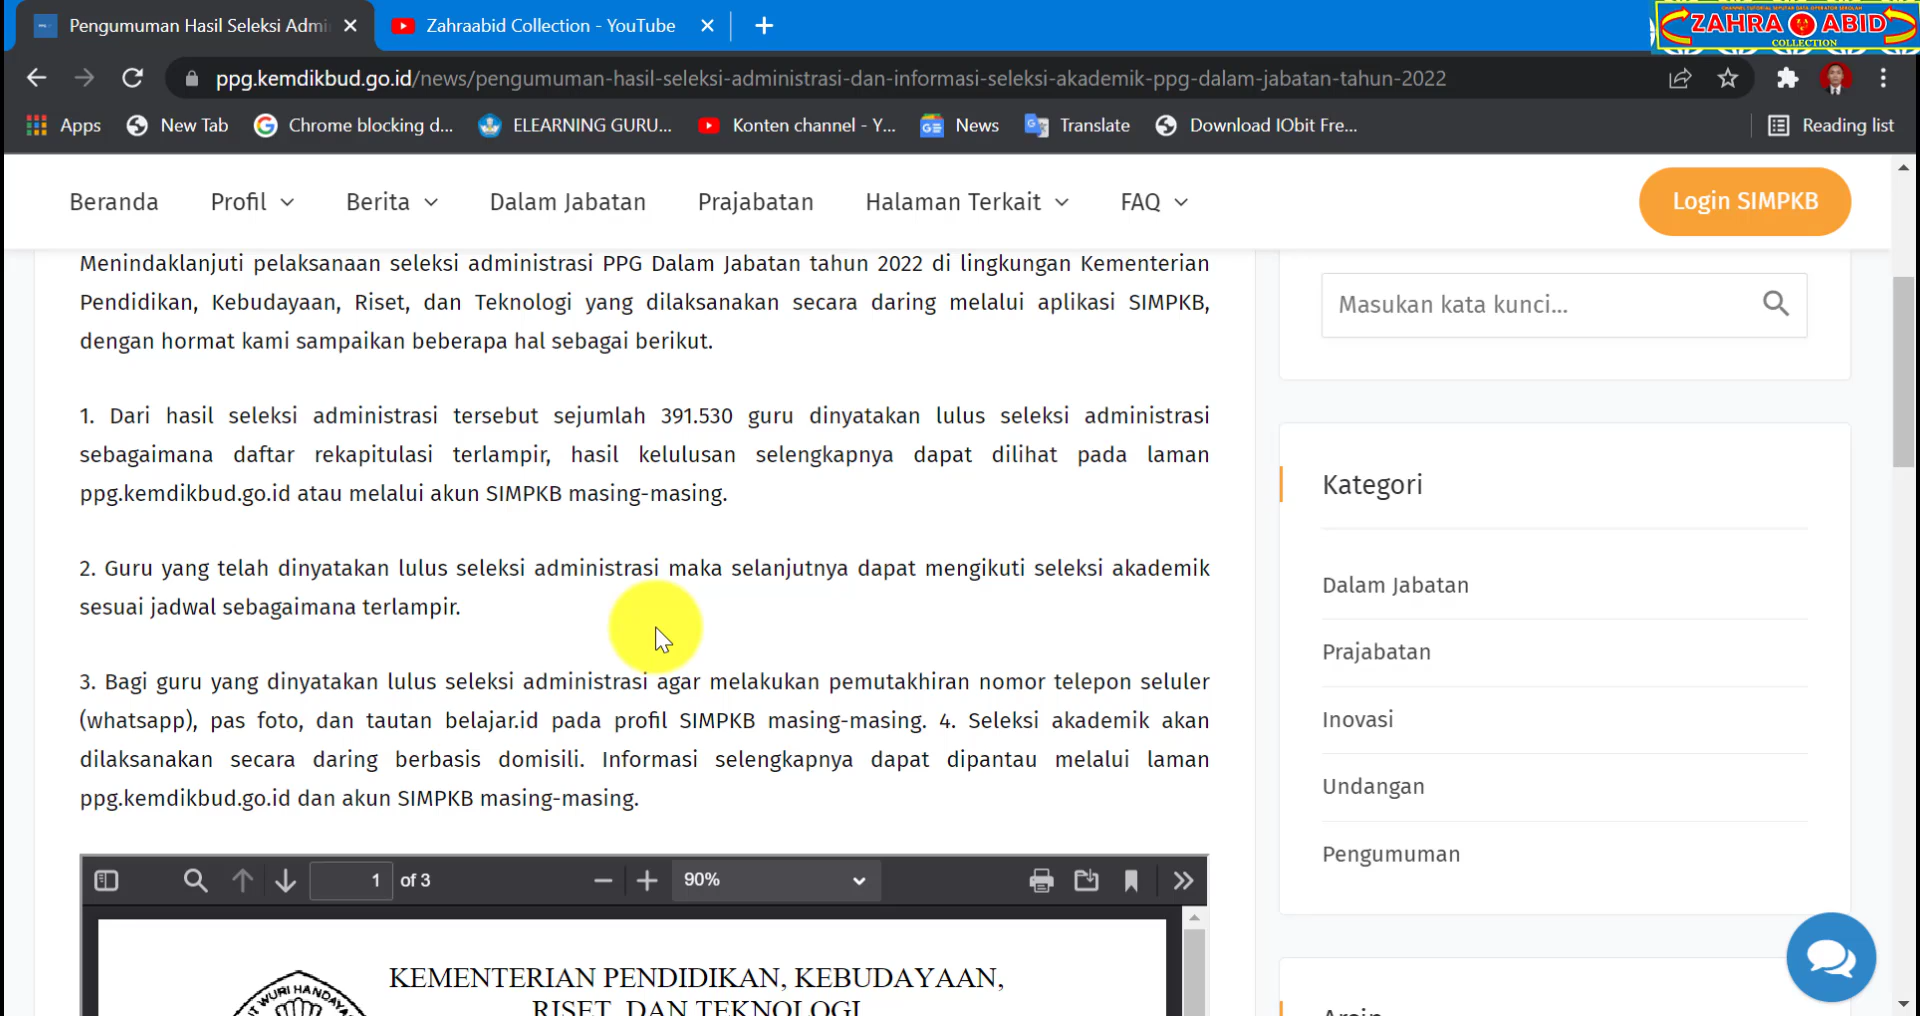 Pengumuman Hasil Seleksi Admi
Zahraabid Collection - YouTube
CHANNEL TUTORIAL SEPUTAR DATA OPERATOR SEKOLAH
ZAHRA ABID
COLLECTION
ppg.kemdikbud.go.id/news/pengumuman-hasil-seleksi-administrasi-dan-informasi-seleksi-akademik-ppg-dalam-jabatan-tahun-2022
Apps New Tab Chrome blocking d... ELEARNING GURU... Konten channel - Y... News Translate Download IObit Fre... Reading list
Beranda Profil Berita Dalam Jabatan Prajabatan Halaman Terkait FAQ Login SIMPKB
Menindaklanjuti pelaksanaan seleksi administrasi PPG Dalam Jabatan tahun 2022 di lingkungan Kementerian
Pendidikan, Kebudayaan, Riset, dan Teknologi yang dilaksanakan secara daring melalui aplikasi SIMPKB,
dengan hormat kami sampaikan beberapa hal sebagai berikut.
1. Dari hasil seleksi administrasi tersebut sejumlah 391.530 guru dinyatakan lulus seleksi administrasi
sebagaimana daftar rekapitulasi terlampir, hasil kelulusan selengkapnya dapat dilihat pada laman
ppg.kemdikbud.go.id atau melalui akun SIMPKB masing-masing.
2. Guru yang telah dinyatakan lulus seleksi administrasi maka selanjutnya dapat mengikuti seleksi akademik
sesuai jadwal sebagaimana terlampir.
3. Bagi guru yang dinyatakan lulus seleksi administrasi agar melakukan pemutakhiran nomor telepon seluler
(whatsapp), pas foto, dan tautan belajar.id pada profil SIMPKB masing-masing. 4. Seleksi akademik akan
dilaksanakan secara daring berbasis domisili. Informasi selengkapnya dapat dipantau melalui laman
ppg.kemdikbud.go.id dan akun SIMPKB masing-masing.
1 of 3 90%
KEMENTERIAN PENDIDIKAN, KEBUDAYAAN,
RISET, DAN TEKNOLOGI
Masukan kata kunci...
Kategori
Dalam Jabatan
Prajabatan
Inovasi
Undangan
Pengumuman
Arsip